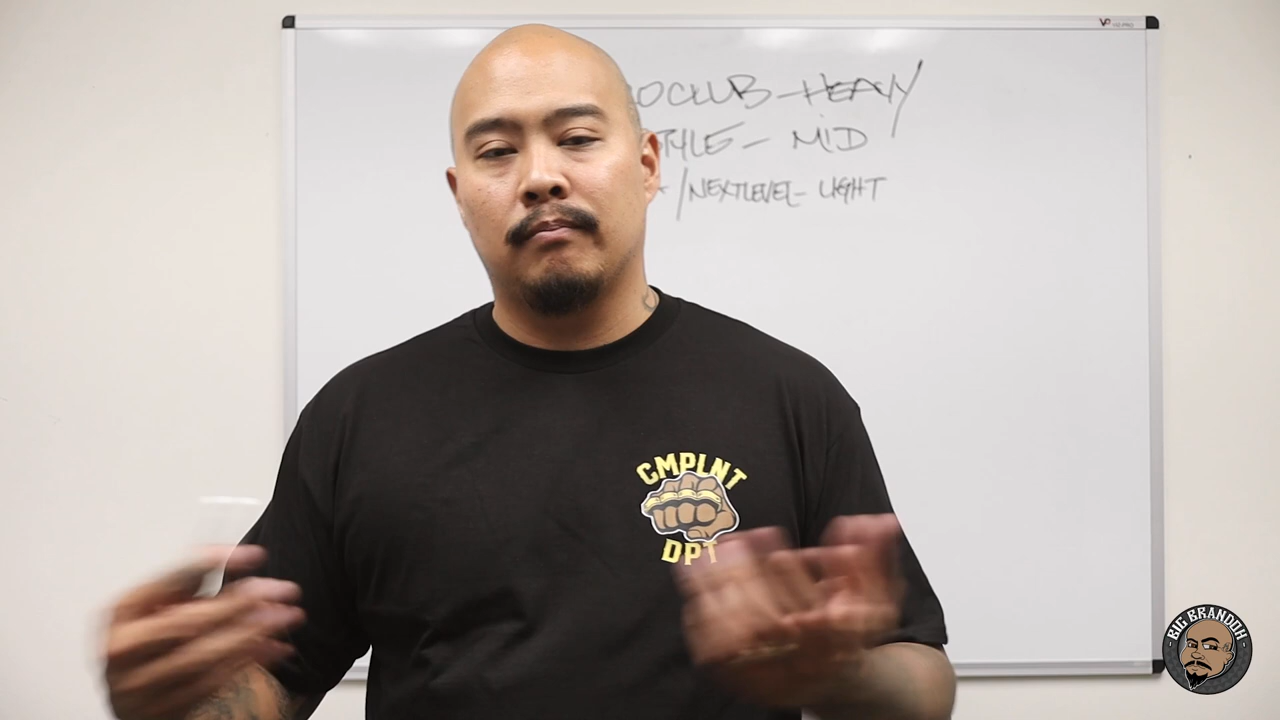 OCLUB-HEAVY
TYLE- MID
/NEXTLEVEL- LIGHT
CMPLNT
DPT
-BIG BRANDOH-